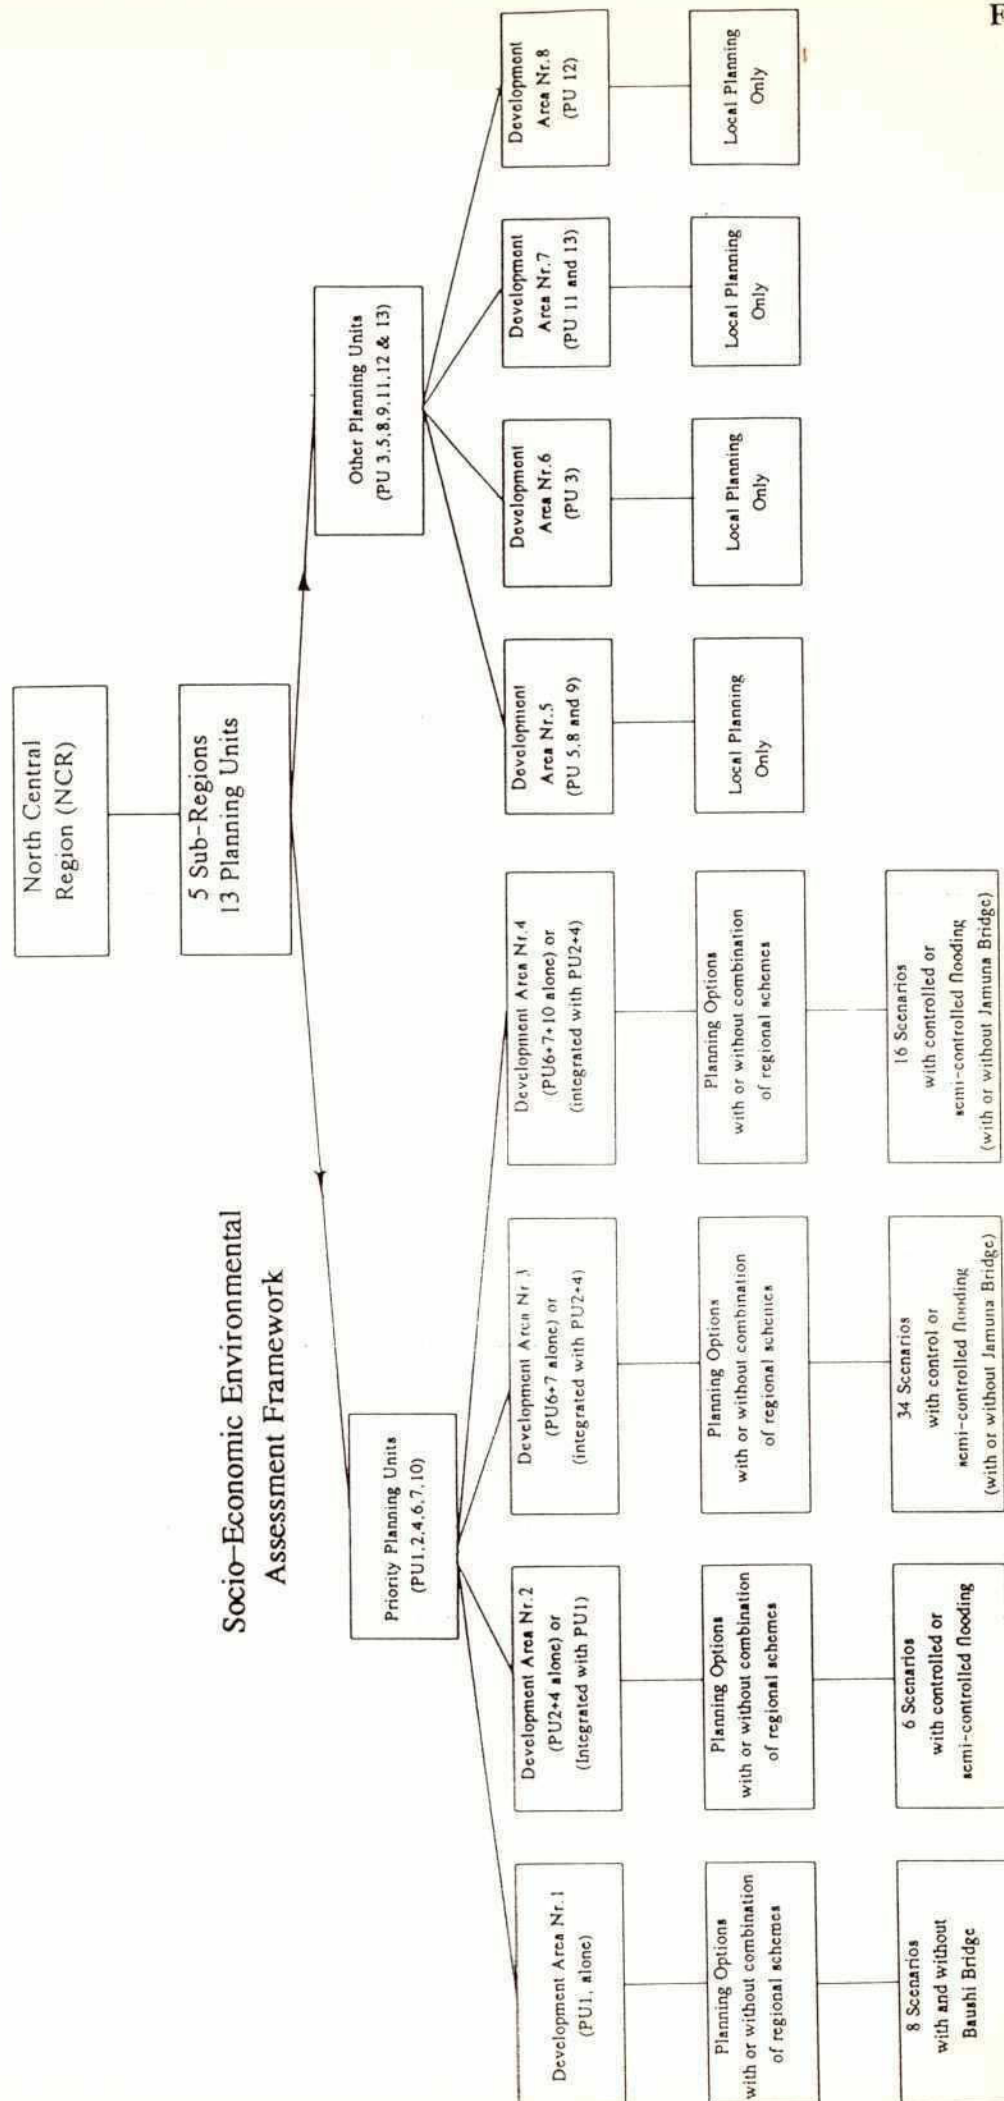 Socio-Economic Environmental
Assessment Framework
North Central
Region (NCR)
5 Sub-Regions
13 Planning Units
Priority Planning Units
(PU1,2,4,6,7,10)
Other Planning Units
(PU 3,5,8,9,11,12 & 13)
Development Area Nr.1
(PU1, alone)
Development Area Nr.2
(PU2+4 alone) or
(Integrated with PU1)
Development Area Nr.3
(PU6+7 alone) or
(integrated with PU2+4)
Development Area Nr.4
(PU6+7+10 alone) or
(integrated with PU2+4)
Development
Area Nr.5
(PU 5,8 and 9)
Development
Area Nr.6
(PU 3)
Development
Area Nr.7
(PU 11 and 13)
Development
Area Nr.8
(PU 12)
Planning Options
with or without combination
of regional schemes
Planning Options
with or without combination
of regional schemes
Planning Options
with or without combination
of regional schemes
Planning Options
with or without combination
of regional schemes
Local Planning
Only
Local Planning
Only
Local Planning
Only
Local Planning
Only
8 Scenarios
with and without
Baushi Bridge
6 Scenarios
with controlled or
semi-controlled flooding
34 Scenarios
with control or
semi-controlled flooding
(with or without Jamuna Bridge)
16 Scenarios
with controlled or
semi-controlled flooding
(with or without Jamuna Bridge)